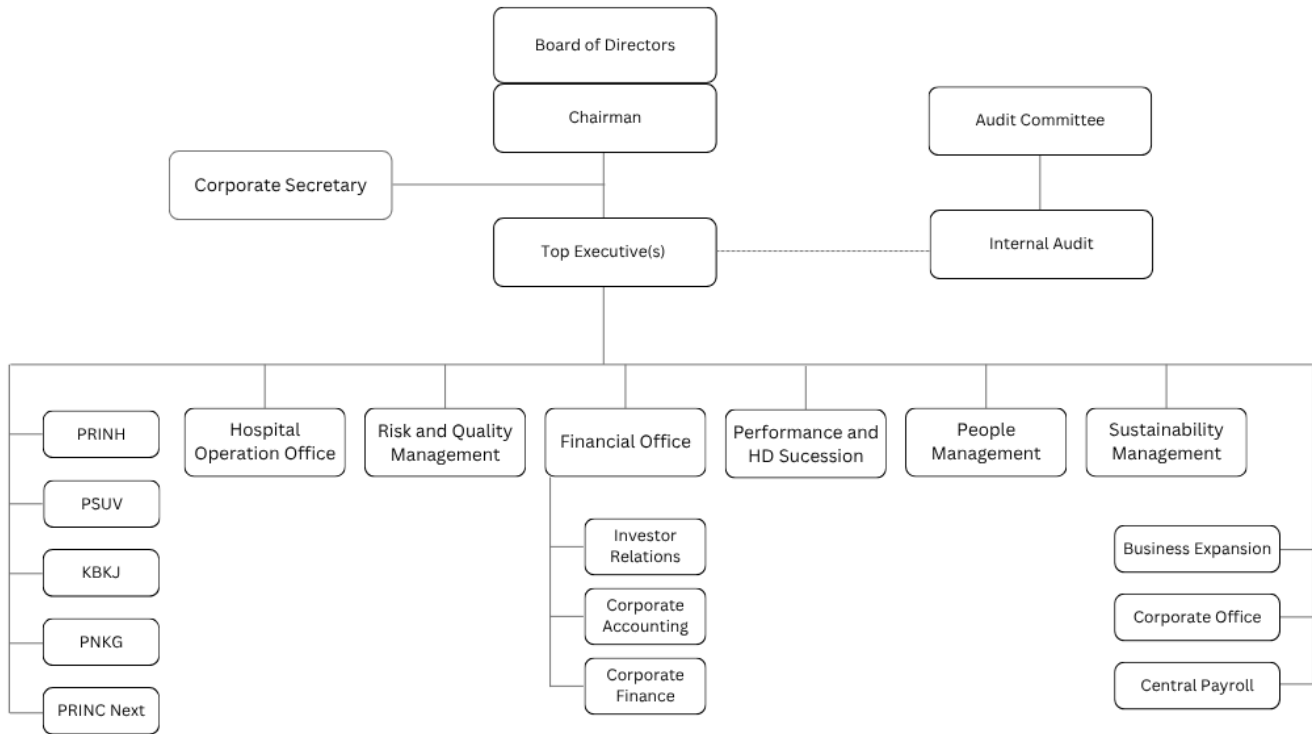 Board of Directors
Chairman
Audit Committee
Corporate Secretary
Top Executive(s)
Internal Audit
PRINH
Hospital
Operation Office
Risk and Quality
Management
Financial Office
Performance and
HD Sucession
People
Management
Sustainability
Management
PSUV
KBKJ
PNKG
PRINC Next
Investor
Relations
Corporate
Accounting
Corporate
Finance
Business Expansion
Corporate Office
Central Payroll